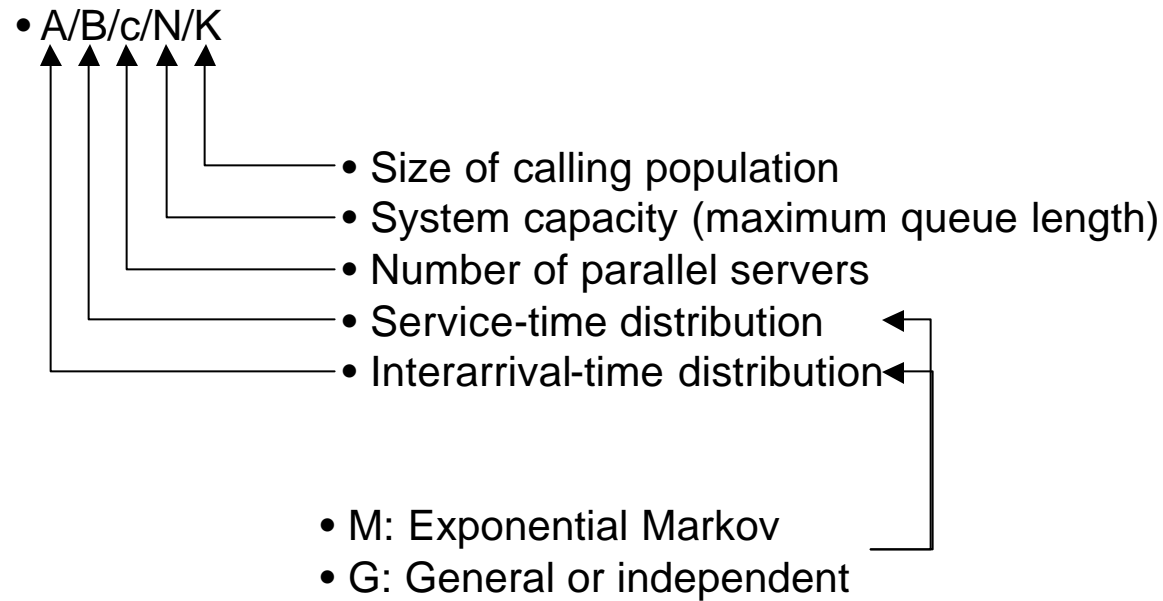 • A/B/c/N/K
• Size of calling population
• System capacity (maximum queue length)
• Number of parallel servers
• Service-time distribution
• Interarrival-time distribution
• M: Exponential Markov
• G: General or independent